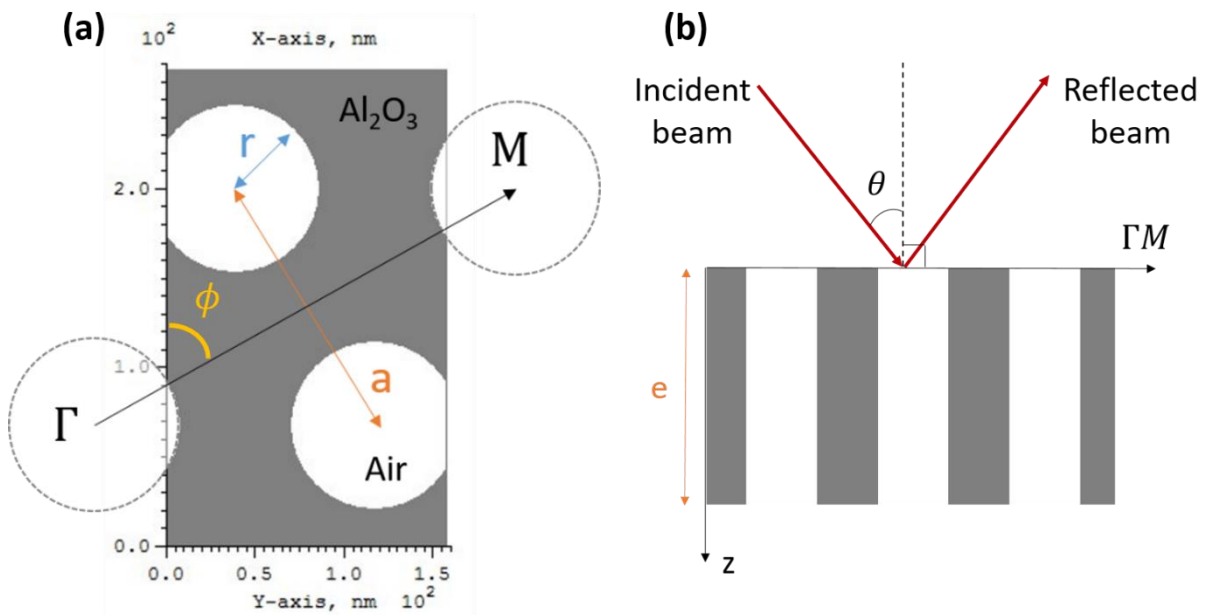 (a)
10²
X-axis, nm
Al₂O₃
r
M
2.0
ϕ
1.0
a
Γ
Air
0.0
0.0 0.5 1.0 1.5
Y-axis, nm 10²
(b)
Incident
beam
Reflected
beam
θ
ΓM
e
z